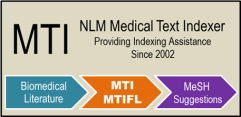 MTI
NLM Medical Text Indexer
Providing Indexing Assistance
Since 2002
Biomedical
Literature
MTI
MTIFL
MeSH
Suggestions